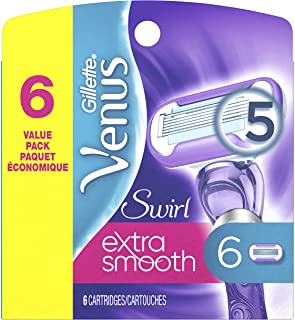 6
VALUE
PACK
PAQUET
ÉCONOMIQUE
Gillette
Venus
5
Swirl
extra
smooth
6
6 CARTRIDGES/CARTOUCHES